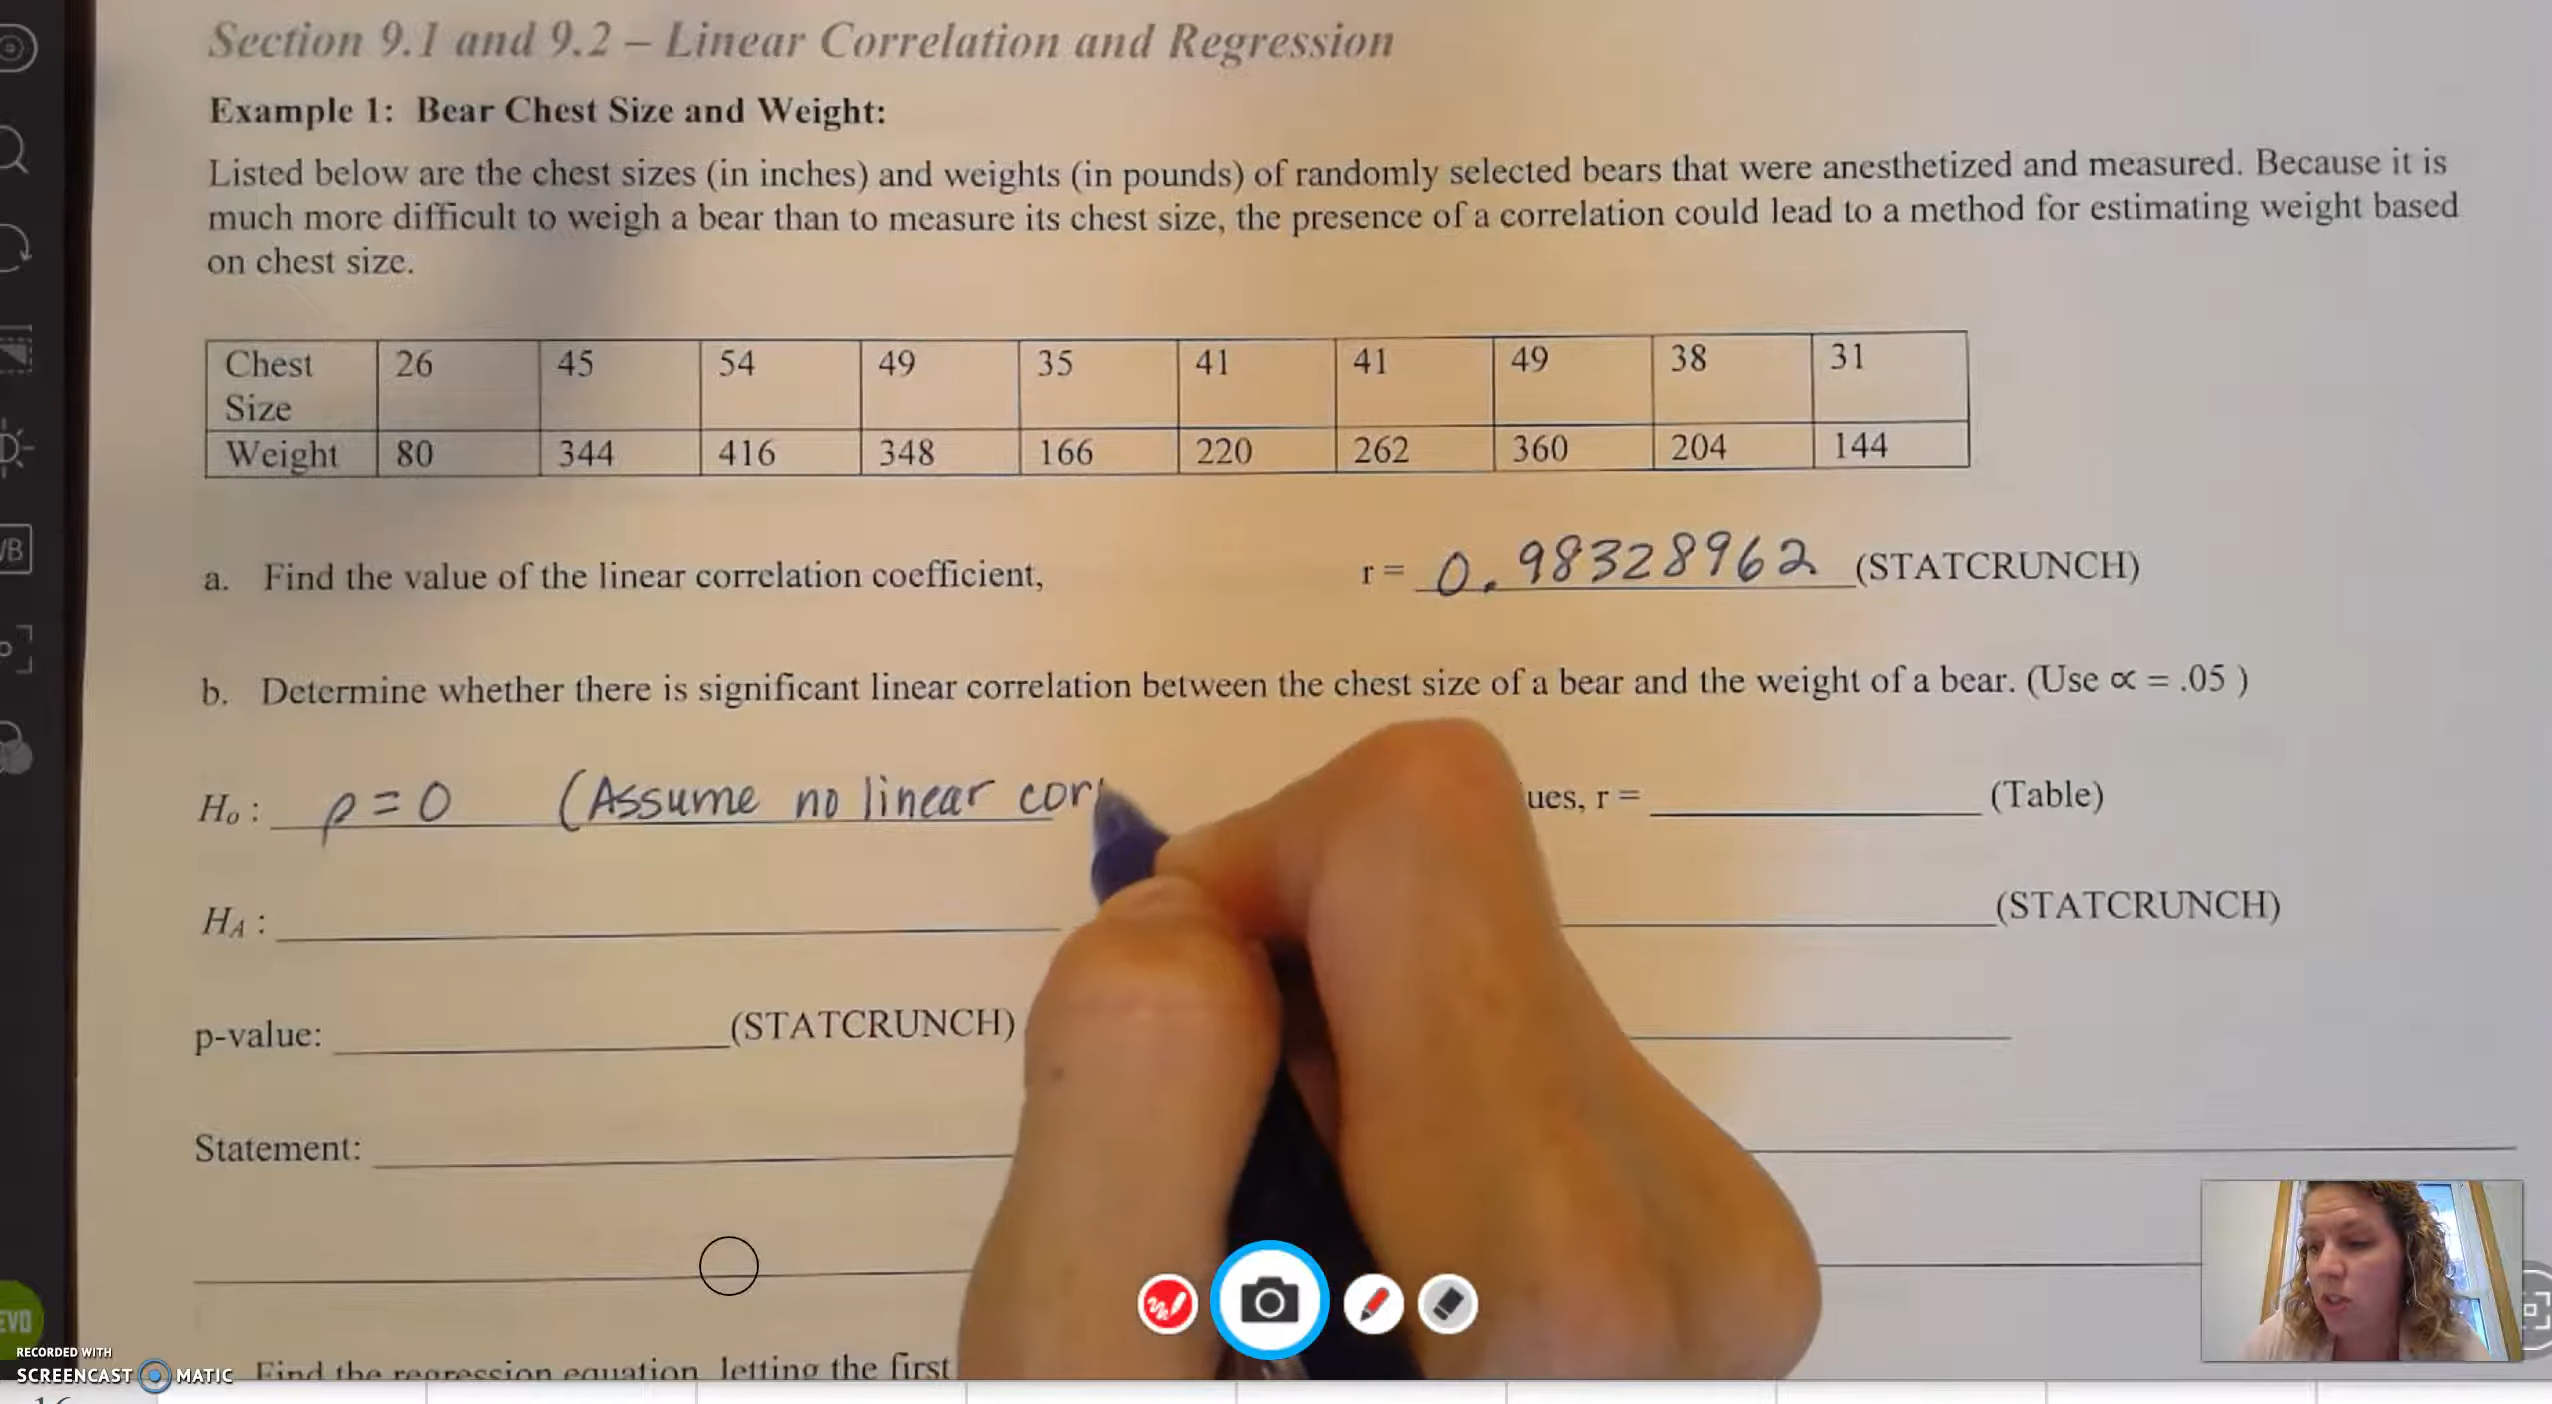 Section 9.1 and 9.2 – Linear Correlation and Regression
Example 1: Bear Chest Size and Weight:
Listed below are the chest sizes (in inches) and weights (in pounds) of randomly selected bears that were anesthetized and measured. Because it is
much more difficult to weigh a bear than to measure its chest size, the presence of a correlation could lead to a method for estimating weight based
on chest size.
Chest Size 26 45 54 49 35 41 41 49 38 31
Weight 80 344 416 348 166 220 262 360 204 144
a. Find the value of the linear correlation coefficient, r = 0.98328962 (STATCRUNCH)
b. Determine whether there is significant linear correlation between the chest size of a bear and the weight of a bear. (Use ∝ = .05 )
Ho : ρ = 0 (Assume no linear cor ues, r = (Table)
HA : (STATCRUNCH)
p-value: (STATCRUNCH)
Statement:
Find the regression equation, letting the first
RECORDED WITH
SCREENCAST MATIC